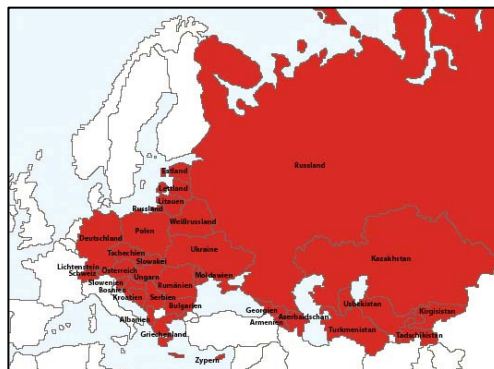 Russland
Estland
Lettland
Litauen
Russland
Weißrussland
Polen
Deutschland
Ukraine
Kazakhstan
Tschechien
Slowakei
Lichtenstein
Österreich
Schweiz
Ungarn
Moldawien
Slowenien
Rumänien
Bosnien
Kroatien
Serbien
Usbekistan
Bulgarien
Georgien
Kirgisistan
Aserbaidschan
Albanien
Armenien
Turkmenistan
Griechenland
Tadschikistan
Zypern